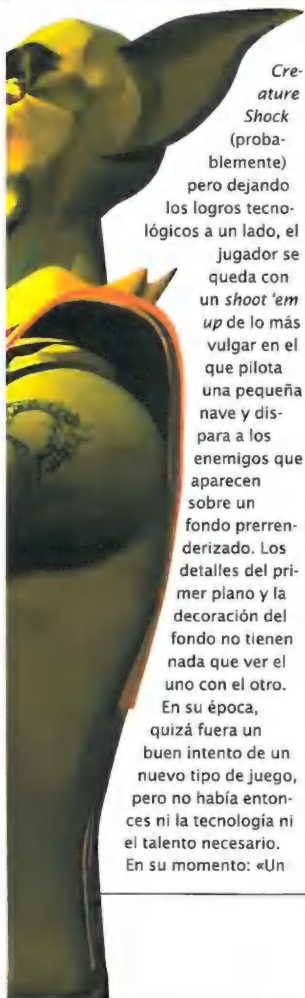 Cre-
ature
Shock
(proba-
blemente)
pero dejando
los logros tecno-
lógicos a un lado, el
jugador se
queda con
un shoot 'em
up de lo más
vulgar en el
que pilota
una pequeña
nave y dis-
para a los
enemigos que
aparecen
sobre un
fondo prerren-
derizado. Los
detalles del pri-
mer plano y la
decoración del
fondo no tienen
nada que ver el
uno con el otro.
En su época,
quizá fuera un
buen intento de un
nuevo tipo de juego,
pero no había enton-
ces ni la tecnología ni
el talento necesario.
En su momento: «Un